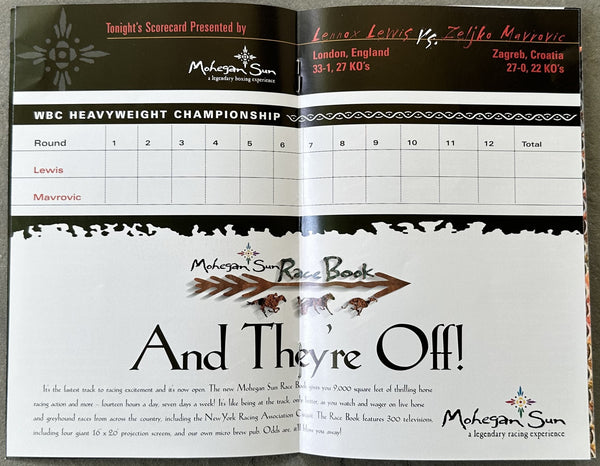 Tonight's Scorecard Presented by
Mohegan Sun
a legendary boxing experience
Lennox Lewis vs. Zeljko Mavrovic
London, England
33-1, 27 KO's
Zagreb, Croatia
27-0, 22 KO's
WBC HEAVYWEIGHT CHAMPIONSHIP
Round 1 2 3 4 5 6 7 8 9 10 11 12 Total
Lewis
Mavrovic
Mohegan Sun Race Book
And They're Off!
It's the fastest track to racing excitement and it's now open. The new Mohegan Sun Race Book gives you 9,000 square feet of thrilling horse
racing action and more – fourteen hours a day, seven days a week! It's like being at the track, only better, as you watch and wager on live horse
and greyhound races from across the country, including the New York Racing Association Circuit. The Race Book features 300 televisions,
including four giant 16' x 26' projection screens, and our own micro brew pub. Odds are, you away!
Mohegan Sun
a legendary racing experience